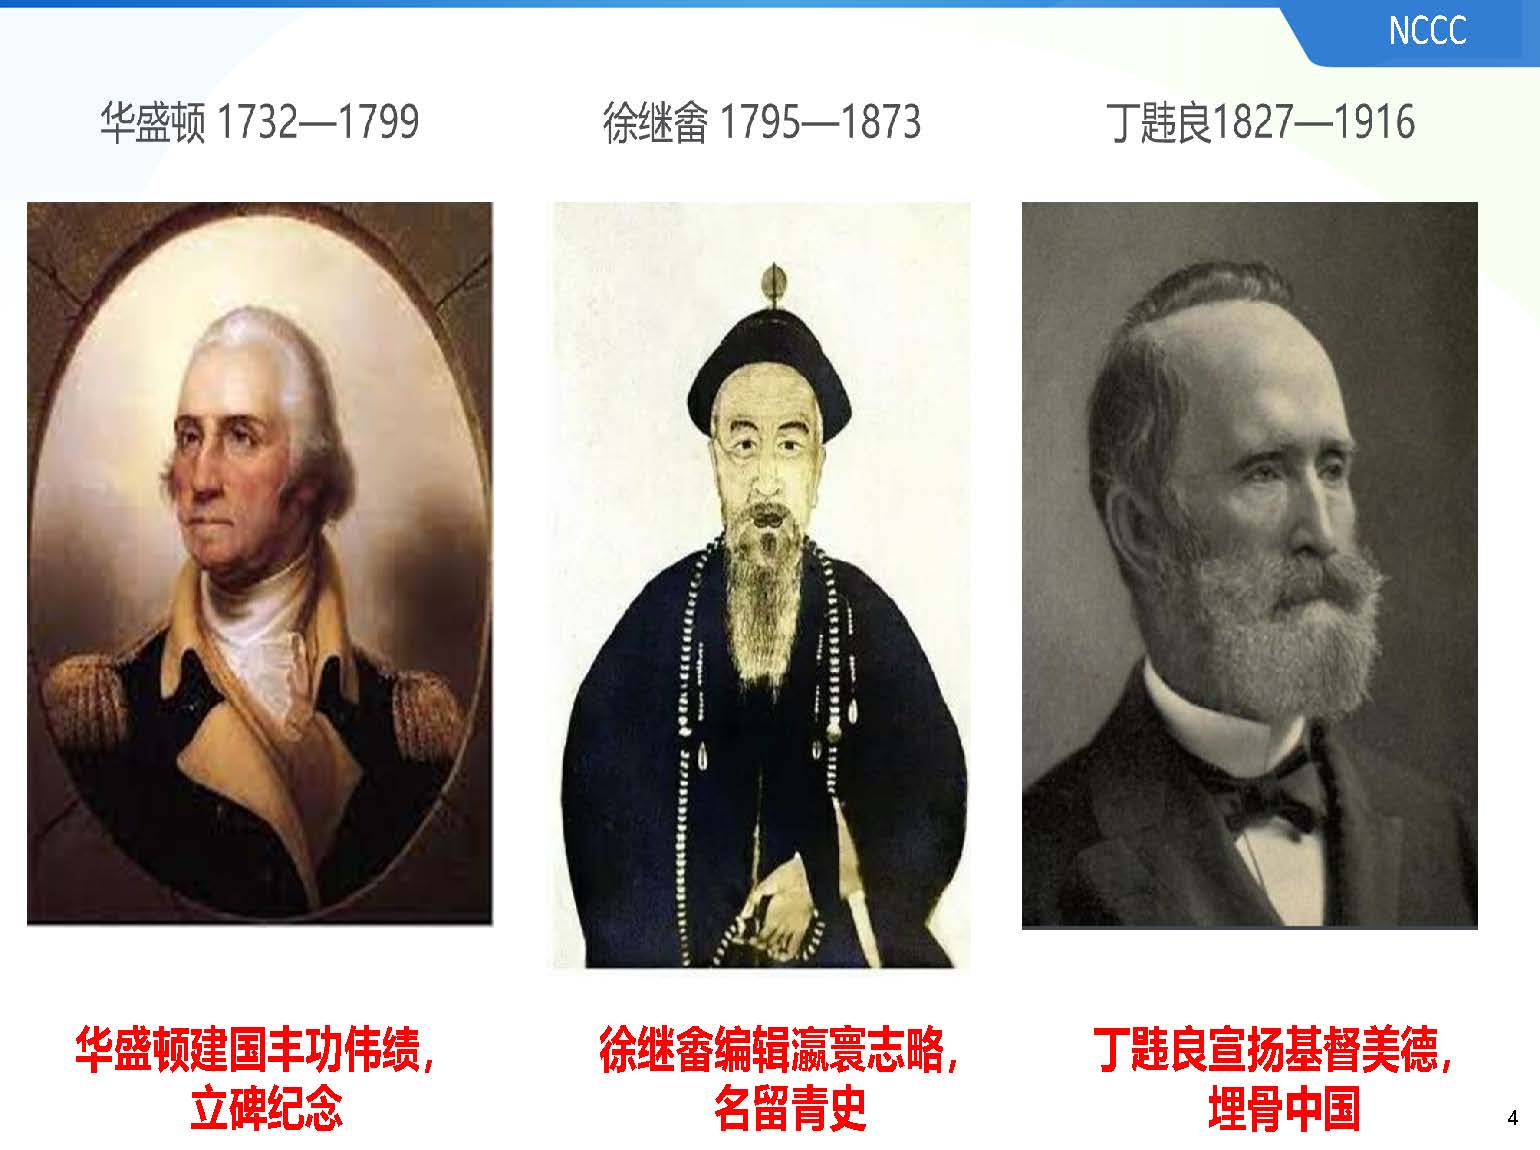 NCCC
华盛顿 1732—1799
徐继畬 1795—1873
丁韪良1827—1916
华盛顿建国丰功伟绩，
立碑纪念
徐继畬编辑瀛寰志略，
名留青史
丁韪良宣扬基督美德，
埋骨中国
4